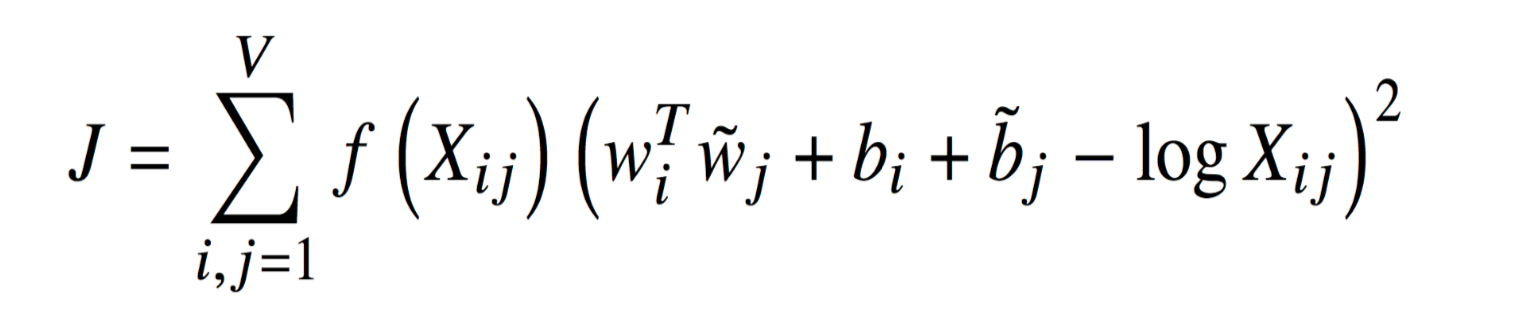 J = \sum_{i,j=1}^{V} f\left(X_{ij}\right)\left(w_i^T \tilde{w}_j + b_i + \tilde{b}_j - \log X_{ij}\right)^2